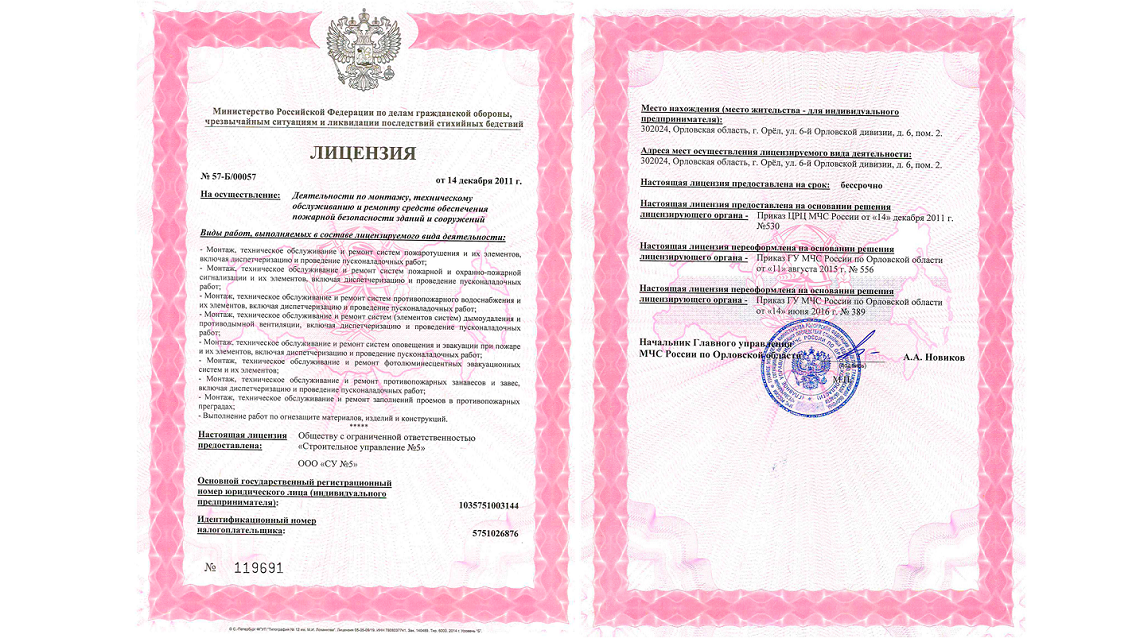 Министерство Российской Федерации по делам гражданской обороны,
чрезвычайным ситуациям и ликвидации последствий стихийных бедствий
ЛИЦЕНЗИЯ
№ 57-Б/00057
от 14 декабря 2011 г.
На осуществление: Деятельности по монтажу, техническому
обслуживанию и ремонту средств обеспечения
пожарной безопасности зданий и сооружений
Виды работ, выполняемых в составе лицензируемого вида деятельности:
- Монтаж, техническое обслуживание и ремонт систем пожаротушения и их элементов,
включая диспетчеризацию и проведение пусконаладочных работ;
- Монтаж, техническое обслуживание и ремонт систем пожарной и охранно-пожарной
сигнализации и их элементов, включая диспетчеризацию и проведение пусконаладочных
работ;
- Монтаж, техническое обслуживание и ремонт систем противопожарного водоснабжения и
их элементов, включая диспетчеризацию и проведение пусконаладочных работ;
- Монтаж, техническое обслуживание и ремонт систем (элементов систем) дымоудаления и
противодымной вентиляции, включая диспетчеризацию и проведение пусконаладочных
работ;
- Монтаж, техническое обслуживание и ремонт систем оповещения и эвакуации при пожаре
и их элементов, включая диспетчеризацию и проведение пусконаладочных работ;
- Монтаж, техническое обслуживание и ремонт фотолюминесцентных эвакуационных
систем и их элементов;
- Монтаж, техническое обслуживание и ремонт противопожарных занавесов и завес,
включая диспетчеризацию и проведение пусконаладочных работ;
- Монтаж, техническое обслуживание и ремонт заполнений проемов в противопожарных
преградах;
- Выполнение работ по огнезащите материалов, изделий и конструкций.
*****
Настоящая лицензия Обществу с ограниченной ответственностью
предоставлена: «Строительное управление №5»
ООО «СУ №5»
Основной государственный регистрационный
номер юридического лица (индивидуального
предпринимателя): 1035751003144
Идентификационный номер
налогоплательщика: 5751026876
№ 119691
Место нахождения (место жительства - для индивидуального
предпринимателя):
302024, Орловская область, г. Орёл, ул. 6-й Орловской дивизии, д. 6, пом. 2.
Адреса мест осуществления лицензируемого вида деятельности:
302024, Орловская область, г. Орёл, ул. 6-й Орловской дивизии, д. 6, пом. 2.
Настоящая лицензия предоставлена на срок: бессрочно
Настоящая лицензия предоставлена на основании решения
лицензирующего органа - Приказ ЦРЦ МЧС России от «14» декабря 2011 г.
№530
Настоящая лицензия переоформлена на основании решения
лицензирующего органа - Приказ ГУ МЧС России по Орловской области
от «11» августа 2015 г. № 556
Настоящая лицензия переоформлена на основании решения
лицензирующего органа - Приказ ГУ МЧС России по Орловской области
от «14» июня 2016 г. № 389
Начальник Главного управления
МЧС России по Орловской области
А.А. Новиков
М.П.